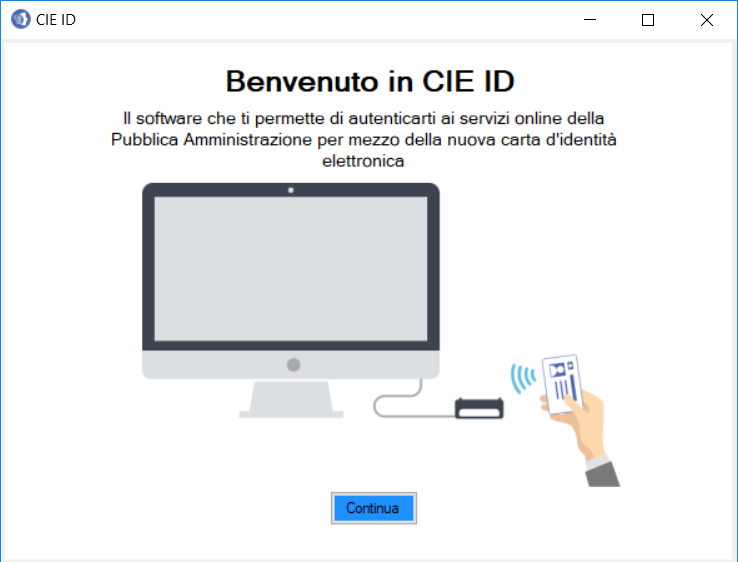 CIE ID
Benvenuto in CIE ID
Il software che ti permette di autenticarti ai servizi online della
Pubblica Amministrazione per mezzo della nuova carta d'identità
elettronica
Continua